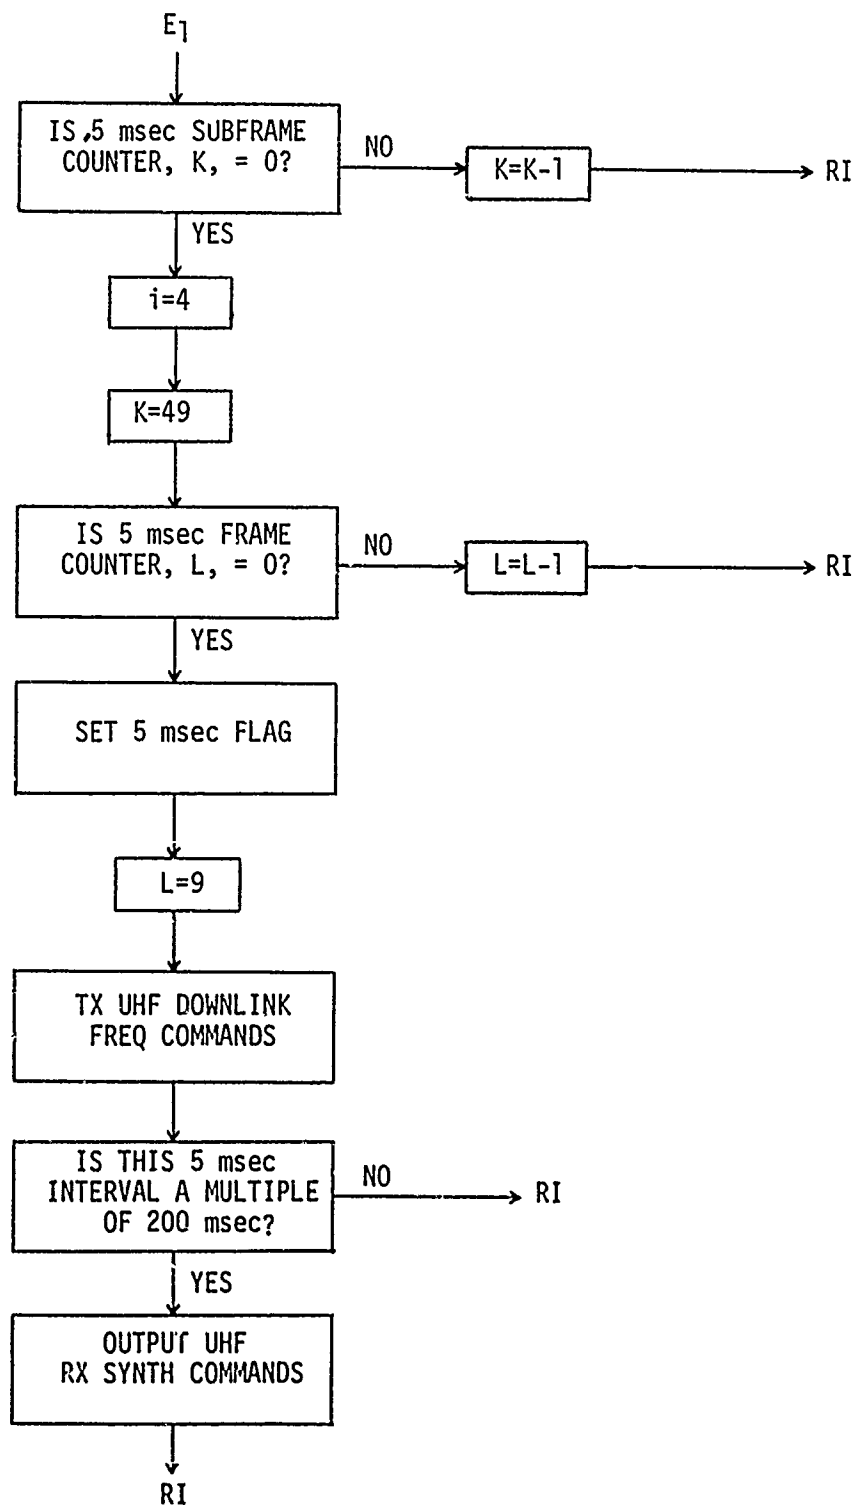 E1
IS .5 msec SUBFRAME
COUNTER, K, = 0?
NO
K=K-1
RI
YES
i=4
K=49
IS 5 msec FRAME
COUNTER, L, = 0?
NO
L=L-1
RI
YES
SET 5 msec FLAG
L=9
TX UHF DOWNLINK
FREQ COMMANDS
IS THIS 5 msec
INTERVAL A MULTIPLE
OF 200 msec?
NO
RI
YES
OUTPUT UHF
RX SYNTH COMMANDS
RI